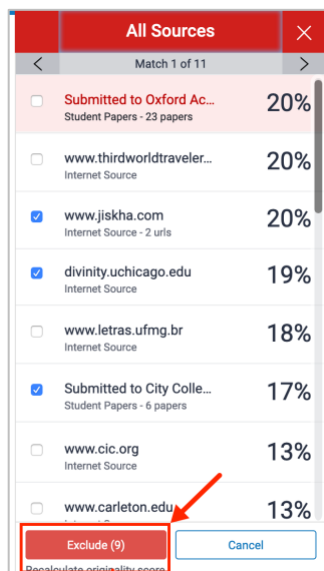 All Sources
Match 1 of 11
Submitted to Oxford Ac...
20%
Student Papers - 23 papers
www.thirdworldtraveler...
20%
Internet Source
www.jiskha.com
20%
Internet Source - 2 urls
divinity.uchicago.edu
19%
Internet Source
www.letras.ufmg.br
18%
Internet Source
Submitted to City Colle...
17%
Student Papers - 6 papers
www.cic.org
13%
Internet Source
www.carleton.edu
13%
Exclude (9)
Cancel
Recalculate originality score